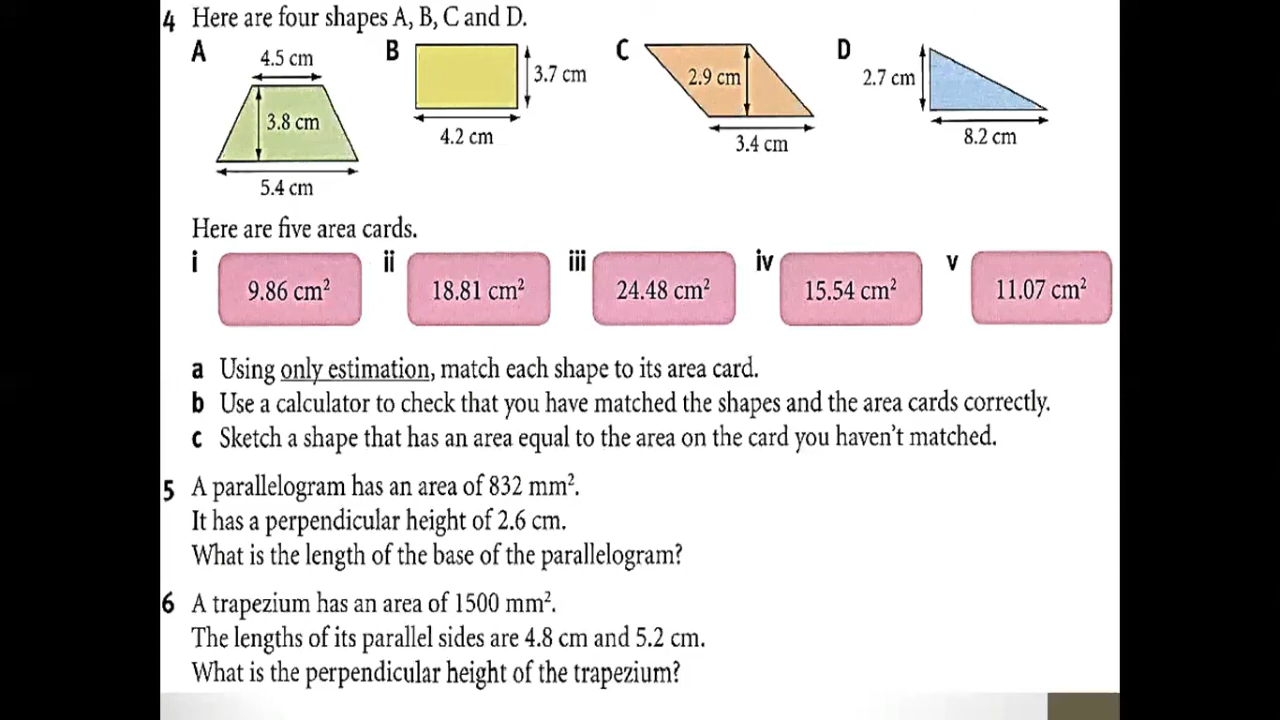 4 Here are four shapes A, B, C and D.
A B C D
4.5 cm
3.8 cm
5.4 cm
3.7 cm
4.2 cm
2.9 cm
3.4 cm
2.7 cm
8.2 cm
Here are five area cards.
i 9.86 cm² ii 18.81 cm² iii 24.48 cm² iv 15.54 cm² v 11.07 cm²
a Using only estimation, match each shape to its area card.
b Use a calculator to check that you have matched the shapes and the area cards correctly.
c Sketch a shape that has an area equal to the area on the card you haven't matched.
5 A parallelogram has an area of 832 mm².
It has a perpendicular height of 2.6 cm.
What is the length of the base of the parallelogram?
6 A trapezium has an area of 1500 mm².
The lengths of its parallel sides are 4.8 cm and 5.2 cm.
What is the perpendicular height of the trapezium?